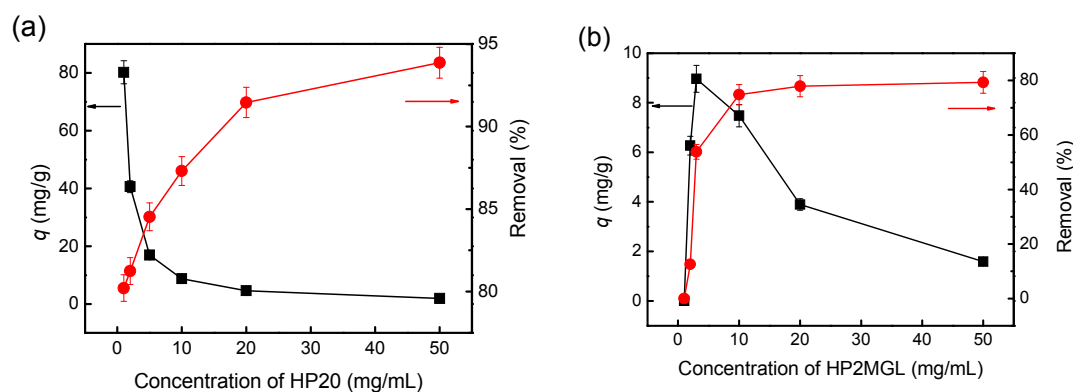 (a)
95
90
85
80
80
60
40
20
0
q (mg/g)
Removal (%)
0 10 20 30 40 50
Concentration of HP20 (mg/mL)
(b)
10
8
6
4
2
0
q (mg/g)
80
60
40
20
0
Removal (%)
0 10 20 30 40 50
Concentration of HP2MGL (mg/mL)